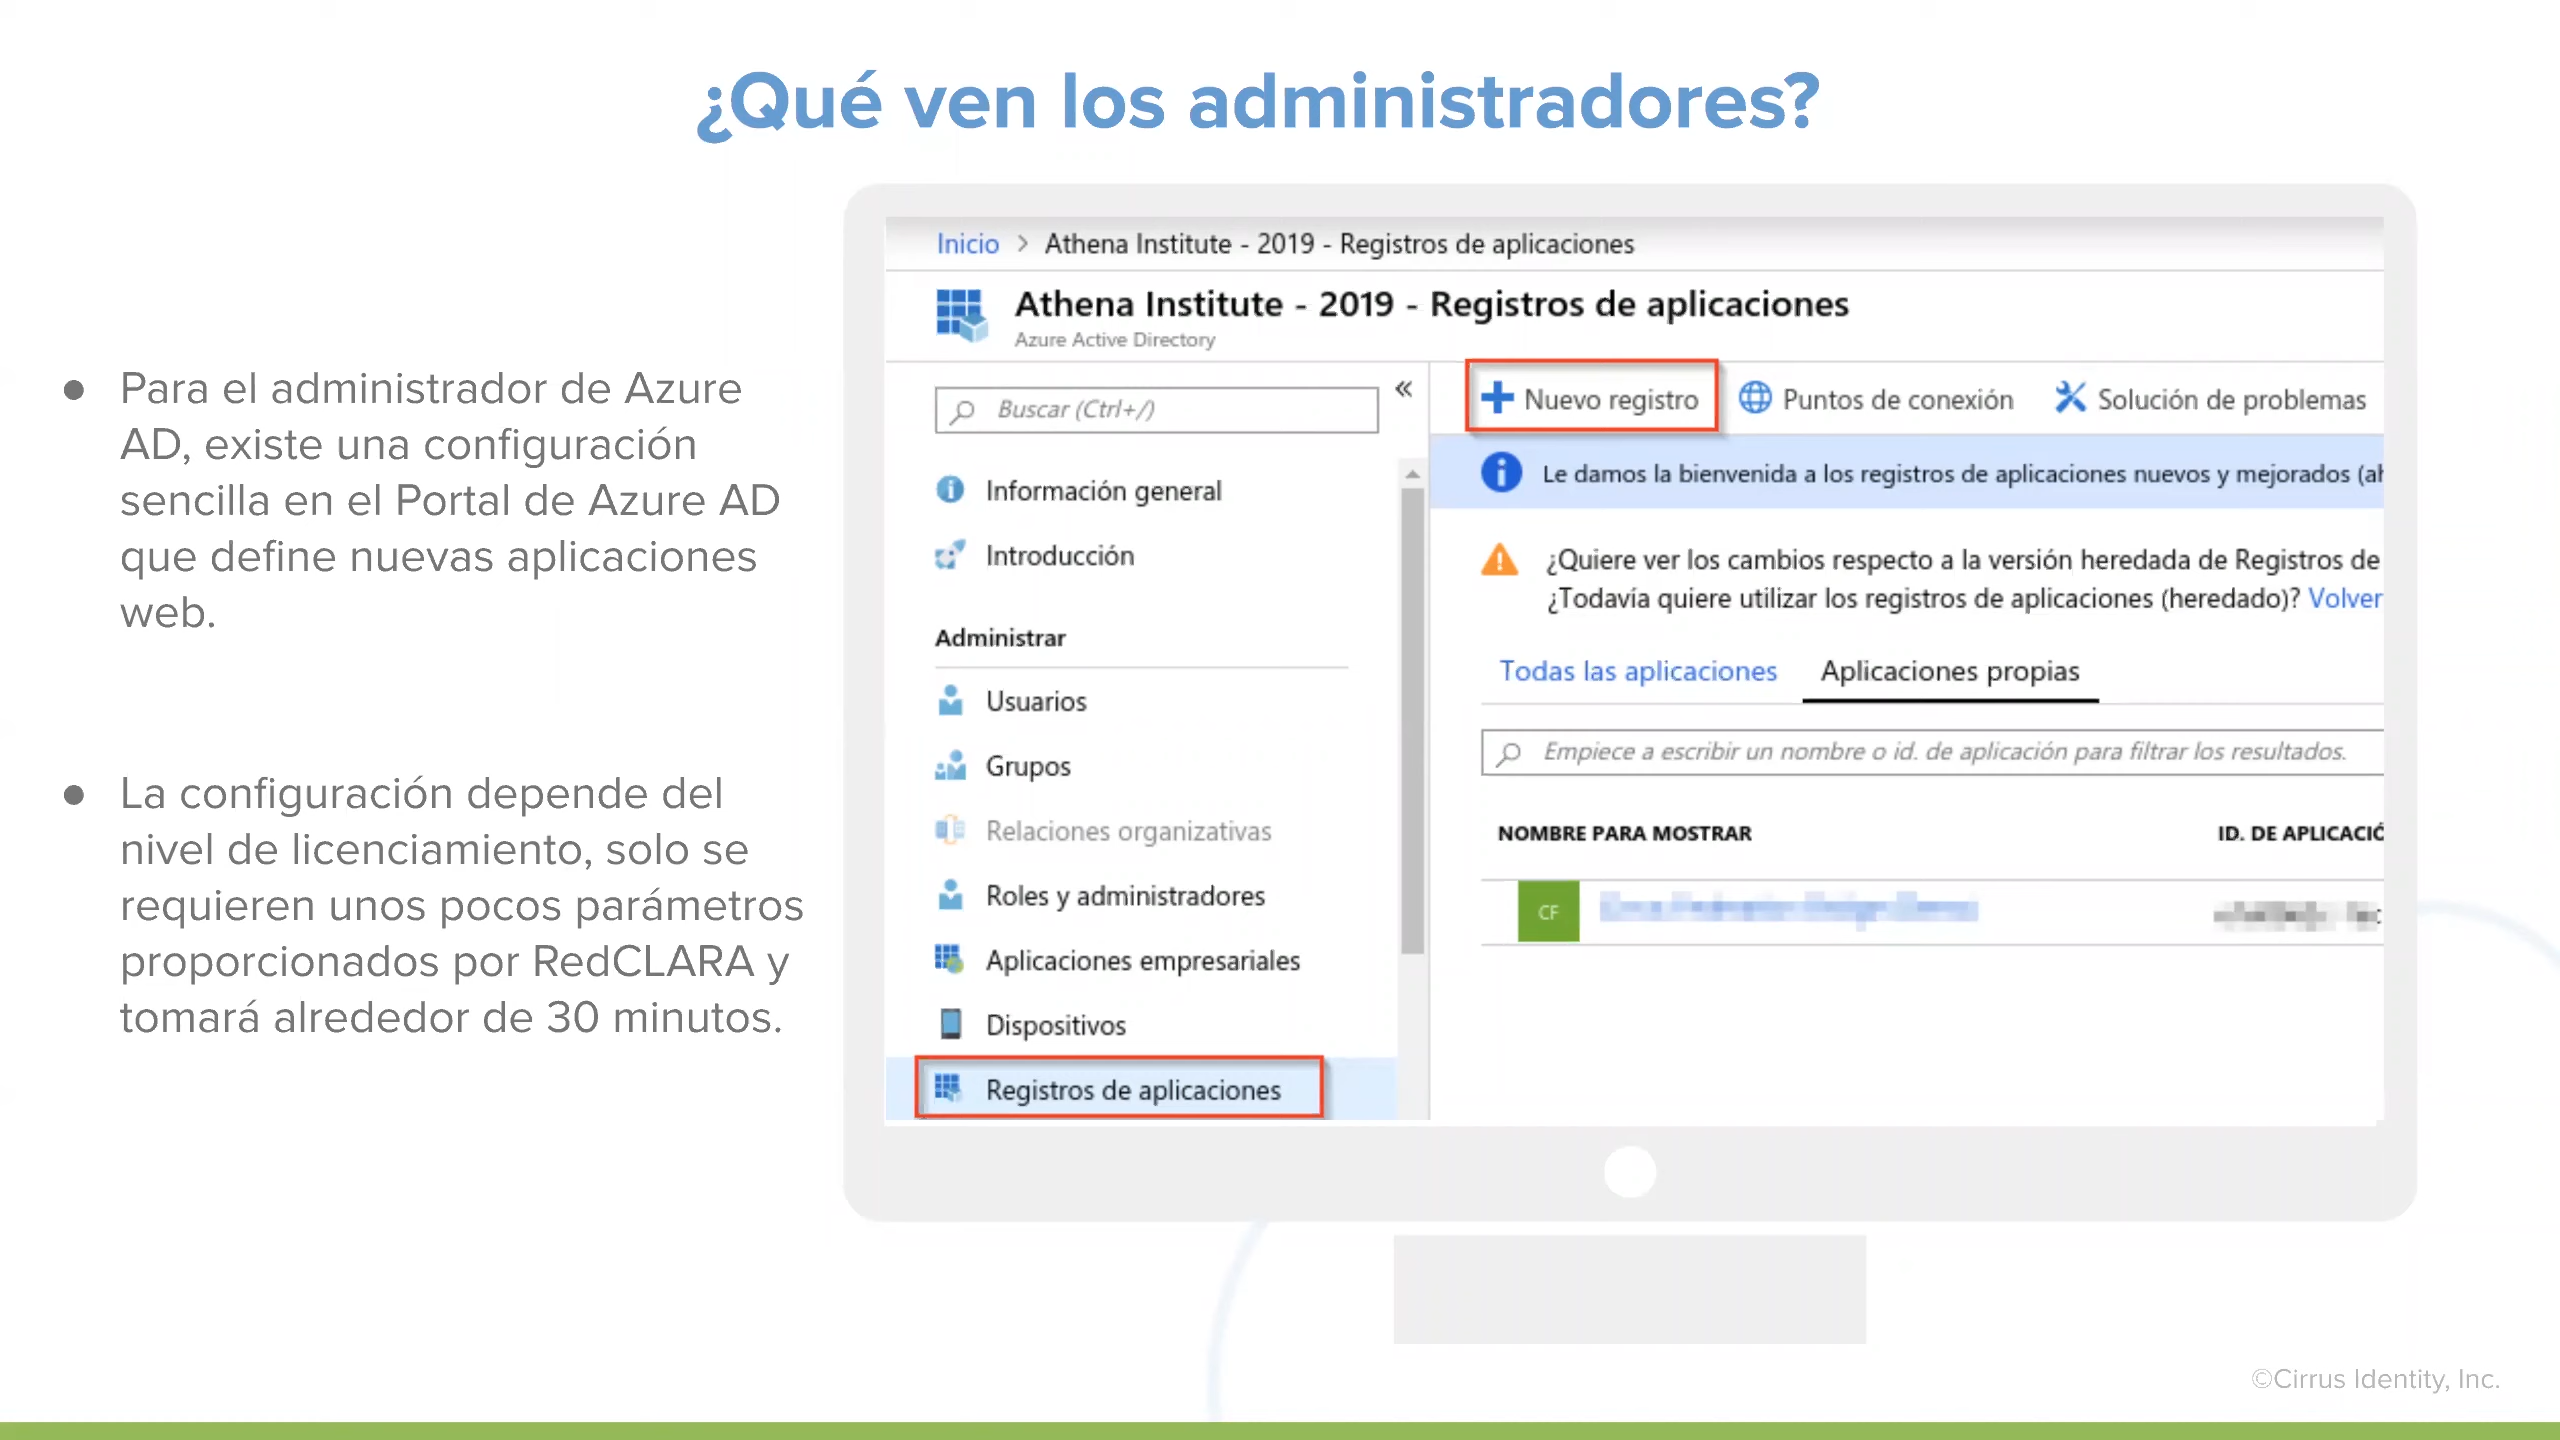 ¿Qué ven los administradores?
● Para el administrador de Azure
AD, existe una configuración
sencilla en el Portal de Azure AD
que define nuevas aplicaciones
web.
● La configuración depende del
nivel de licenciamiento, solo se
requieren unos pocos parámetros
proporcionados por RedCLARA y
tomará alrededor de 30 minutos.
Inicio > Athena Institute - 2019 - Registros de aplicaciones
Athena Institute - 2019 - Registros de aplicaciones
Azure Active Directory
Buscar (Ctrl+/)
«
Información general
Introducción
Administrar
Usuarios
Grupos
Relaciones organizativas
Roles y administradores
Aplicaciones empresariales
Dispositivos
Registros de aplicaciones
Nuevo registro Puntos de conexión Solución de problemas
Le damos la bienvenida a los registros de aplicaciones nuevos y mejorados (ah
¿Quiere ver los cambios respecto a la versión heredada de Registros de
¿Todavía quiere utilizar los registros de aplicaciones (heredado)? Volver
Todas las aplicaciones Aplicaciones propias
Empiece a escribir un nombre o id. de aplicación para filtrar los resultados.
NOMBRE PARA MOSTRAR ID. DE APLICACIÓ
CF
©Cirrus Identity, Inc.